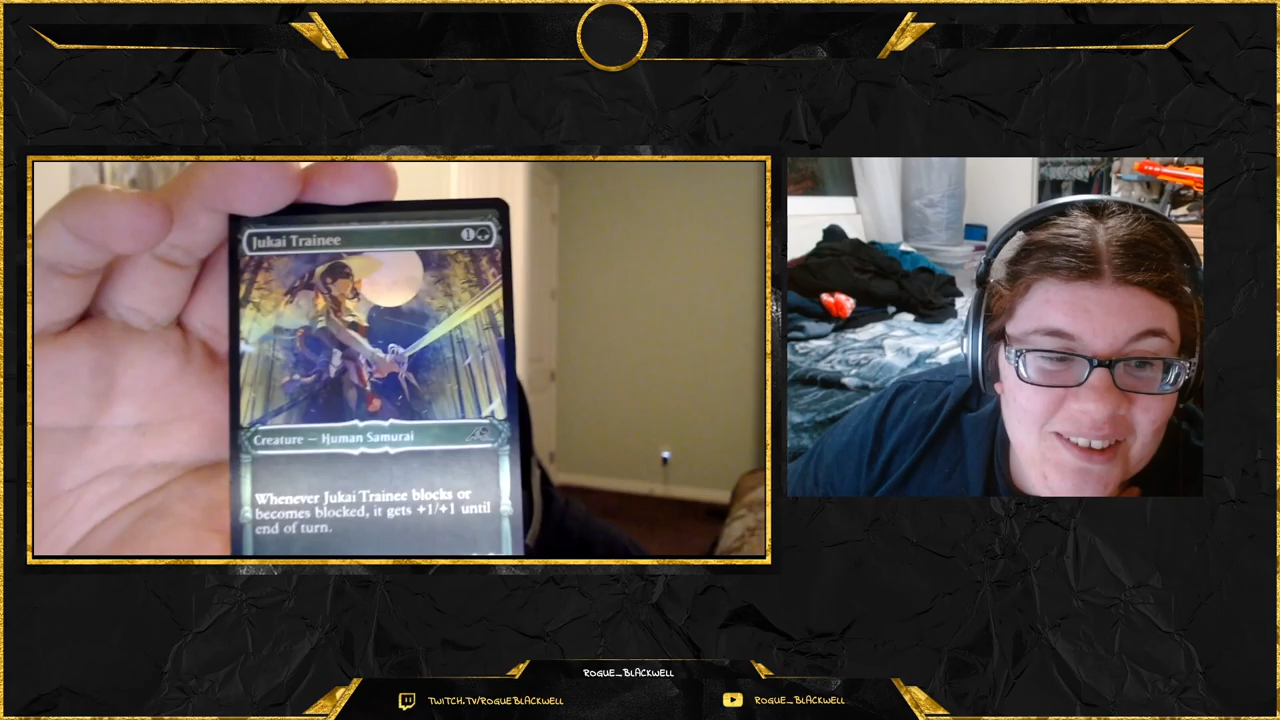 Jukai Trainee 1
Creature — Human Samurai
Whenever Jukai Trainee blocks or
becomes blocked, it gets +1/+1 until
end of turn.
ROGUE_BLACKWELL
TWITCH.TV/ROGUEBLACKWELL
ROGUE_BLACKWELL